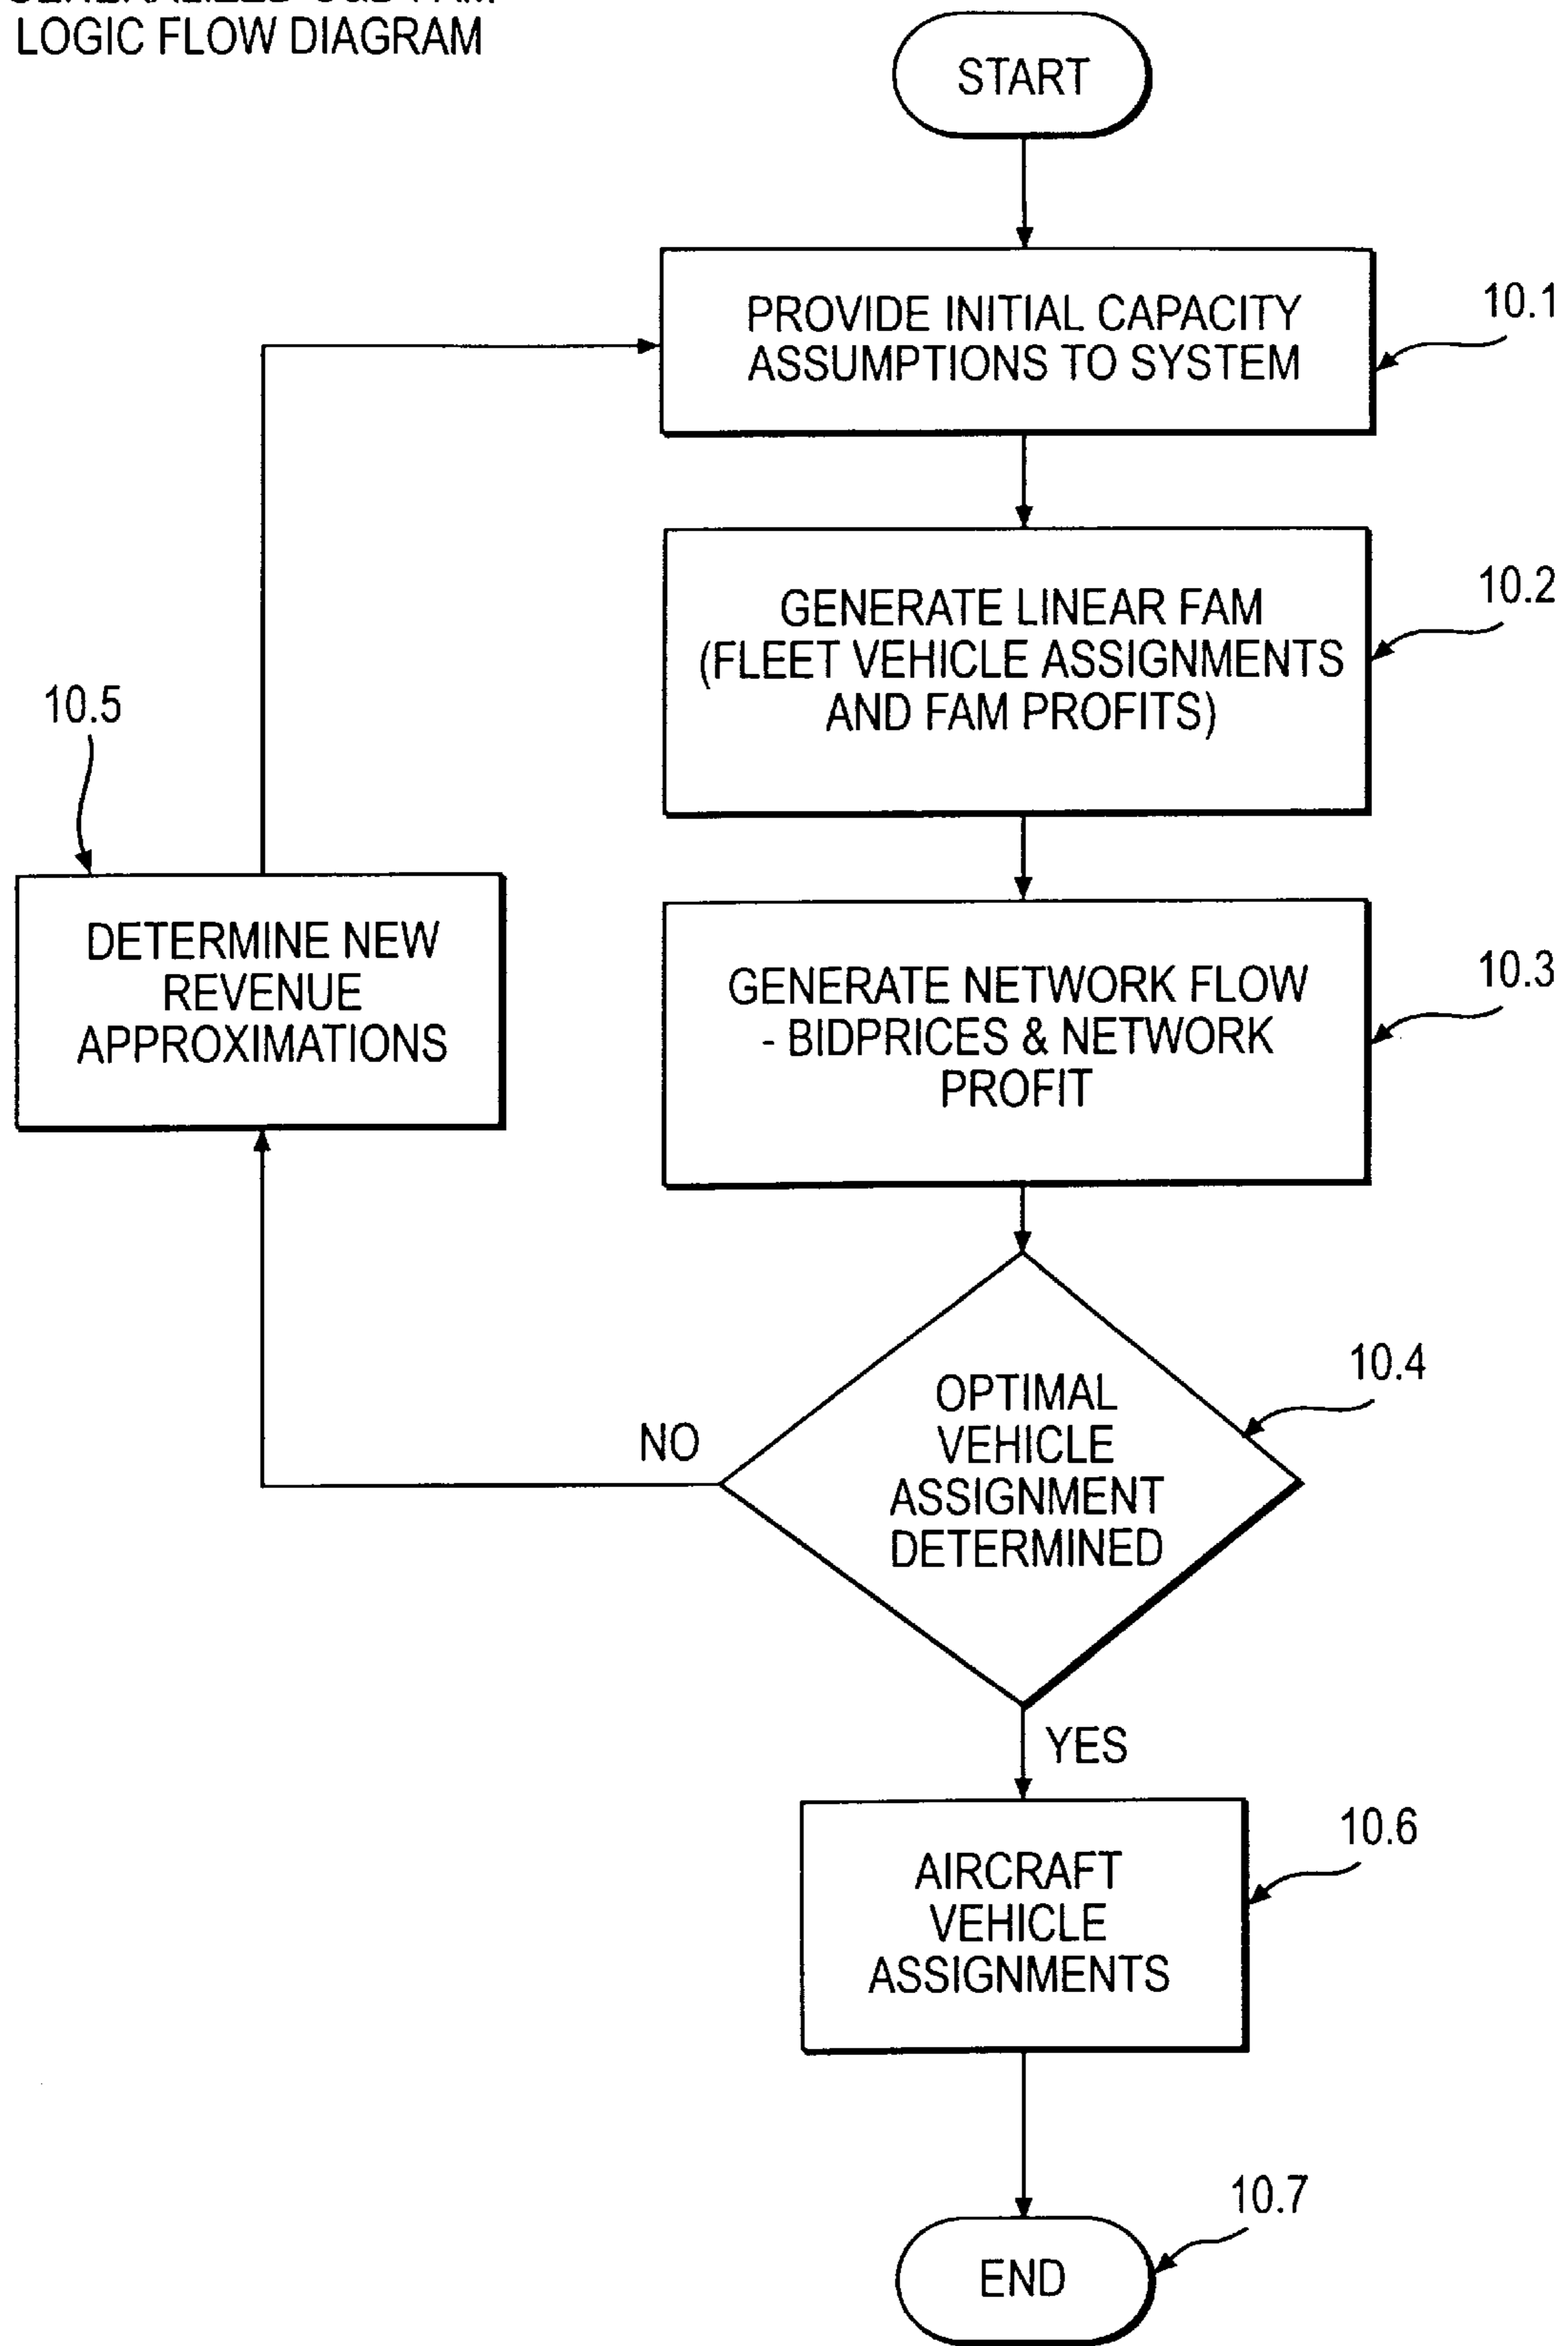 LOGIC FLOW DIAGRAM
START
PROVIDE INITIAL CAPACITY
ASSUMPTIONS TO SYSTEM
10.1
GENERATE LINEAR FAM
(FLEET VEHICLE ASSIGNMENTS
AND FAM PROFITS)
10.2
10.5
DETERMINE NEW
REVENUE
APPROXIMATIONS
GENERATE NETWORK FLOW
- BIDPRICES & NETWORK
PROFIT
10.3
OPTIMAL
VEHICLE
ASSIGNMENT
DETERMINED
10.4
NO
YES
AIRCRAFT
VEHICLE
ASSIGNMENTS
10.6
END
10.7